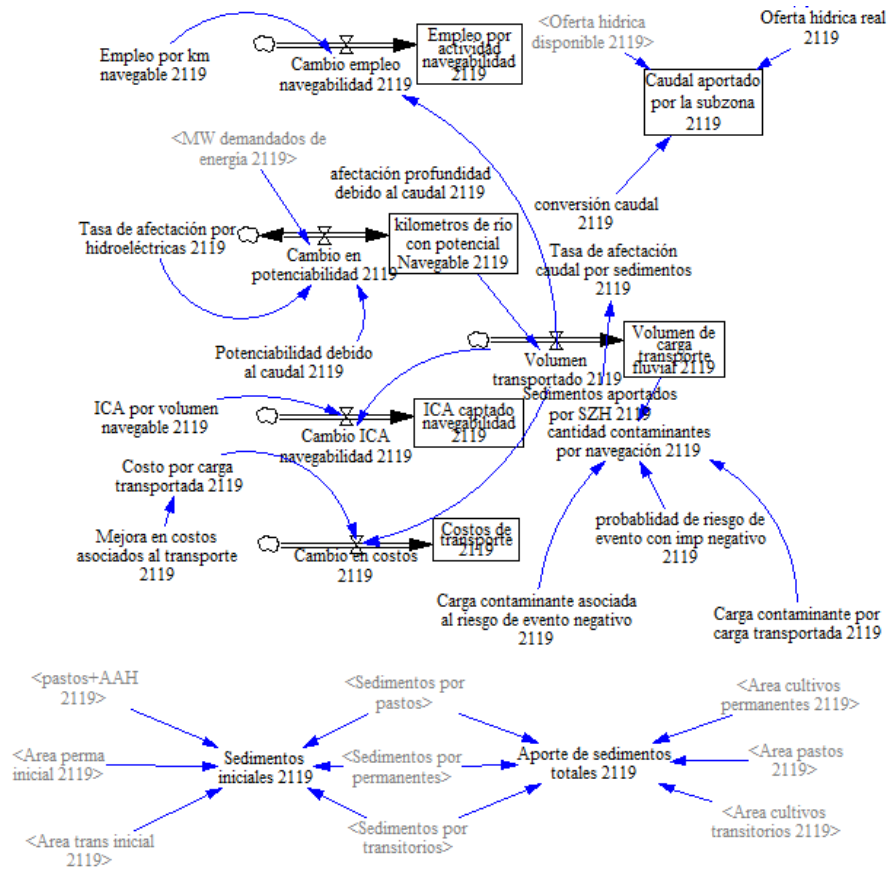 Empleo por km
navegable 2119
Cambio empleo
navegabilidad 2119
Empleo por
actividad
navegabilidad
2119
<Oferta hídrica
disponible 2119>
Oferta hídrica real
2119
Caudal aportado
por la subzona
2119
<MW demandados de
energía 2119>
afectación profundidad
debido al caudal 2119
conversión caudal
2119
Tasa de afectación por
hidroeléctricas 2119
Cambio en
potenciabilidad 2119
kilometros de río
con potencial
Navegable 2119
Tasa de afectación
caudal por sedimentos
2119
Potenciabilidad debido
al caudal 2119
Volumen
transportado 2119
Volumen de
carga
transporte
fluvial 2119
Sedimentos aportados
por SZH 2119
cantidad contaminantes
por navegación 2119
ICA por volumen
navegable 2119
Cambio ICA
navegabilidad 2119
ICA captado
navegabilidad
2119
Costo por carga
transportada 2119
Mejora en costos
asociados al transporte
2119
Cambio en costos
2119
Costos de
transporte
2119
probablidad de riesgo de
evento con imp negativo
2119
Carga contaminante asociada
al riesgo de evento negativo
2119
Carga contaminante por
carga transportada 2119
<pastos+AAH
2119>
<Area perma
inicial 2119>
<Area trans inicial
2119>
Sedimentos
iniciales 2119
<Sedimentos por
pastos>
<Sedimentos por
permanentes>
<Sedimentos por
transitorios>
Aporte de sedimentos
totales 2119
<Area cultivos
permanentes 2119>
<Area pastos
2119>
<Area cultivos
transitorios 2119>